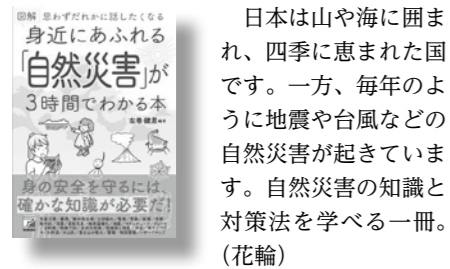 図解 思わずだれかに話したくなる
身近にあふれる
「自然災害」が
3時間でわかる本
左巻健男 編著
身の安全を守るには、
確かな知識が必要だ!
日本は山や海に囲ま
れ、四季に恵まれた国
です。一方、毎年のよ
うに地震や台風などの
自然災害が起きていま
す。自然災害の知識と
対策法を学べる一冊。
(花輪)